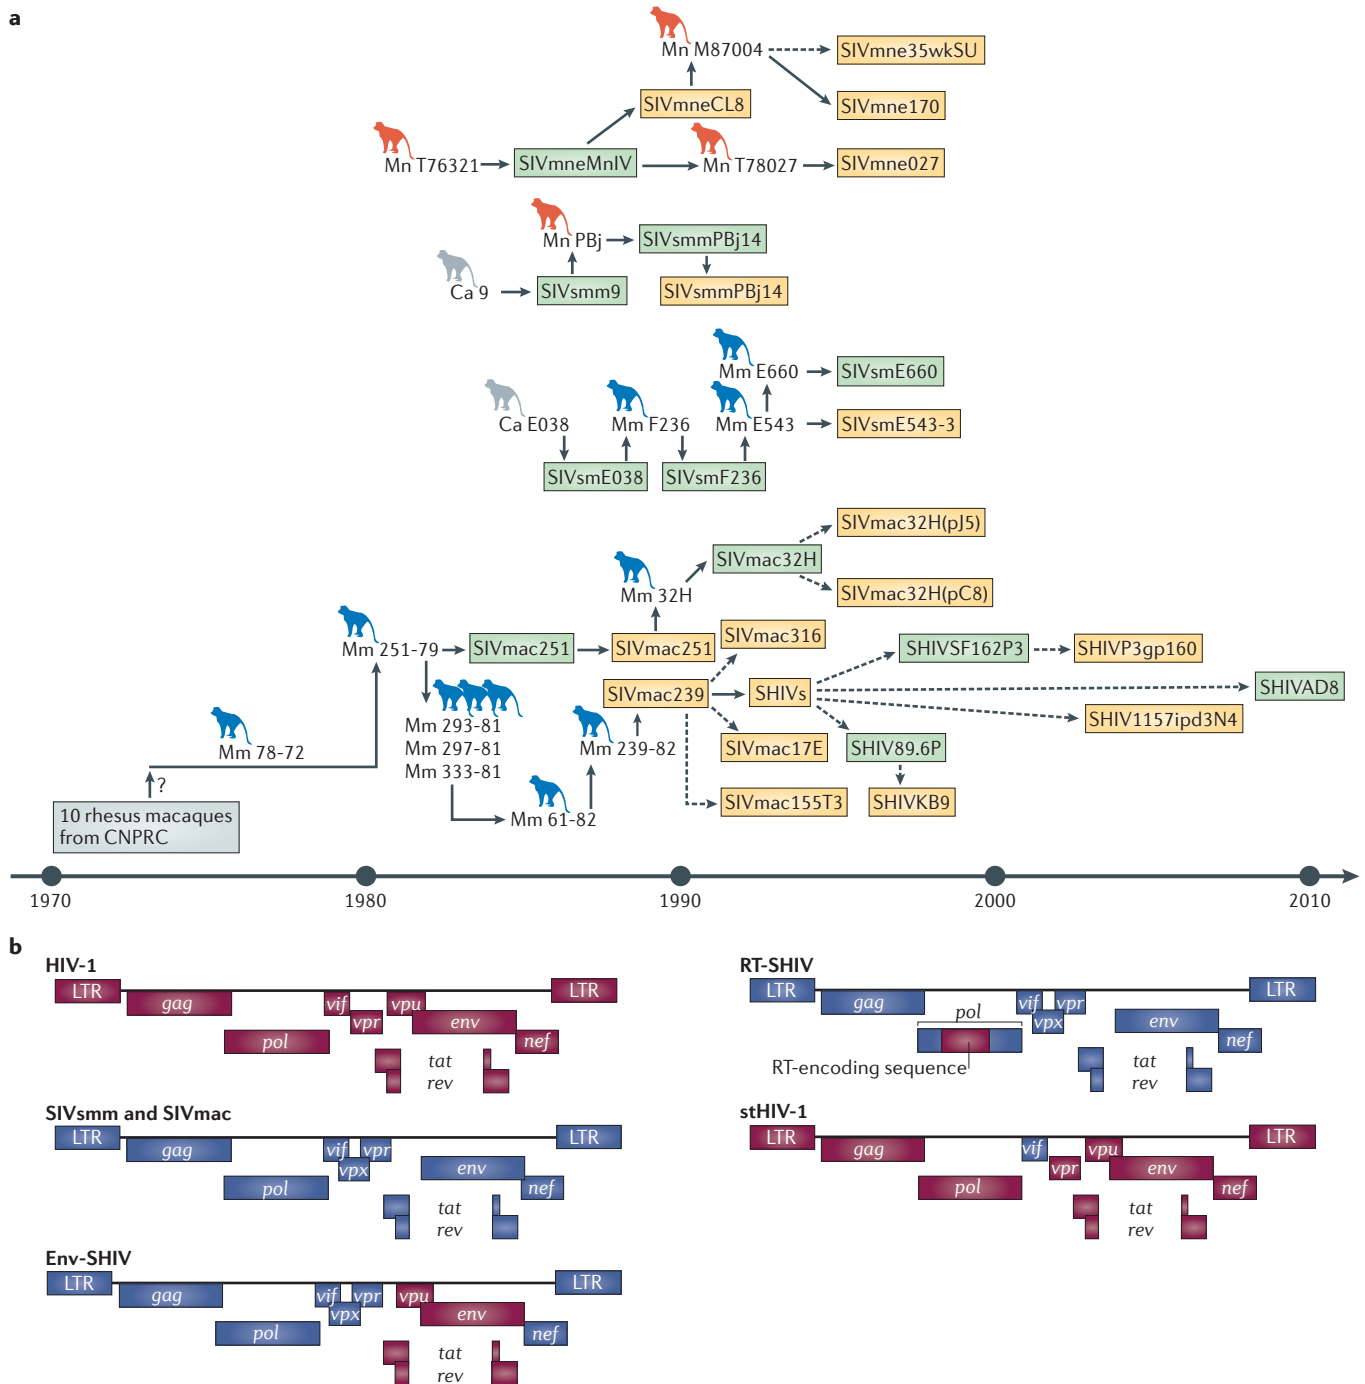 a
Mn M87004
SIVmne35wkSU
SIVmneCL8
SIVmne170
Mn T76321
SIVmneMnIV
Mn T78027
SIVmne027
Mn PBj
SIVsmmPBj14
Ca 9
SIVsmm9
SIVsmmPBj14
Mm E660
SIVsmE660
Ca E038
Mm F236
Mm E543
SIVsmE543-3
SIVsmE038
SIVsmF236
SIVmac32H(pJ5)
SIVmac32H
Mm 32H
SIVmac32H(pC8)
Mm 251-79
SIVmac251
SIVmac251
SIVmac316
SHIVSF162P3
SHIVP3gp160
SIVmac239
SHIVs
SHIVAD8
Mm 293-81
Mm 297-81
Mm 333-81
SHIV1157ipd3N4
Mm 78-72
Mm 239-82
SIVmac17E
SHIV89.6P
?
10 rhesus macaques
from CNPRC
Mm 61-82
SIVmac155T3
SHIVKB9
1970
1980
1990
2000
2010
b
HIV-1
LTR
gag
vif
vpu
LTR
vpr
env
pol
nef
tat
rev
RT-SHIV
LTR
gag
vif
vpr
LTR
pol
vpx
env
nef
RT-encoding sequence
tat
rev
SIVsmm and SIVmac
LTR
gag
vif
vpr
LTR
vpx
env
pol
nef
tat
rev
stHIV-1
LTR
gag
vif
vpu
LTR
vpr
env
pol
nef
tat
rev
Env-SHIV
LTR
gag
vif
vpr
vpu
LTR
vpx
env
pol
nef
tat
rev